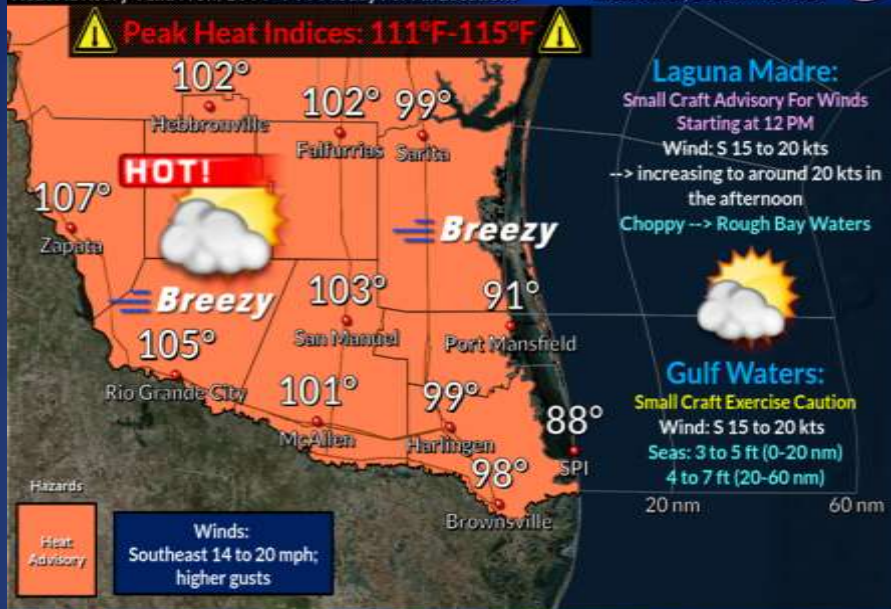 Peak Heat Indices: 111°F-115°F
102°
Hebbronville
102°
Falfurrias
99°
Sarita
HOT!
107°
Zapata
Breezy
Breezy
103°
San Manuel
91°
Port Mansfield
105°
Rio Grande City
101°
McAllen
99°
Harlingen
88°
SPI
98°
Brownsville
Laguna Madre:
Small Craft Advisory For Winds
Starting at 12 PM
Wind: S 15 to 20 kts
--> increasing to around 20 kts in
the afternoon
Choppy --> Rough Bay Waters
Gulf Waters:
Small Craft Exercise Caution
Wind: S 15 to 20 kts
Seas: 3 to 5 ft (0-20 nm)
4 to 7 ft (20-60 nm)
20 nm
60 nm
Hazards
Heat
Advisory
Winds:
Southeast 14 to 20 mph;
higher gusts